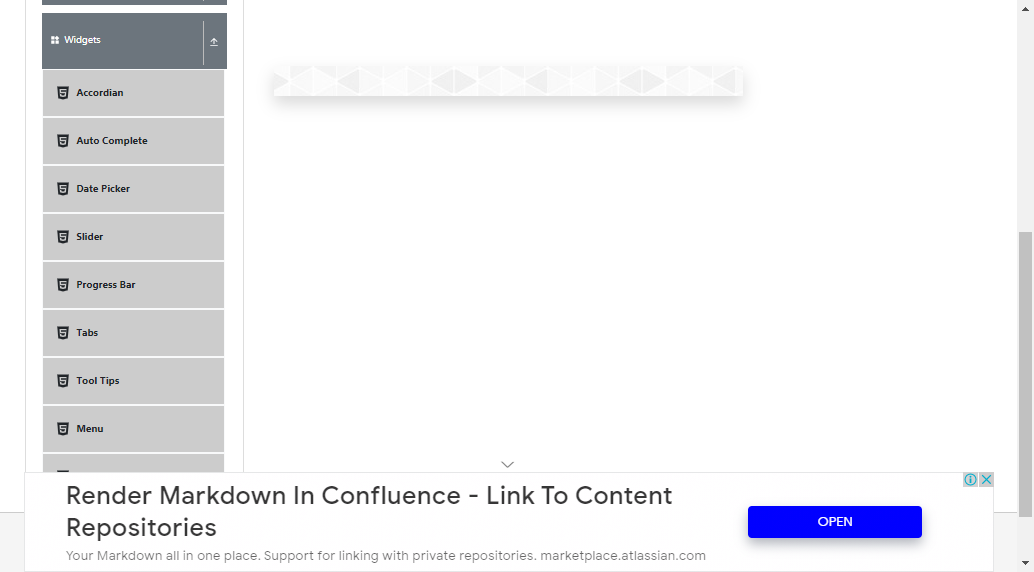 Widgets
Accordian
Auto Complete
Date Picker
Slider
Progress Bar
Tabs
Tool Tips
Menu
Render Markdown In Confluence - Link To Content
Repositories
Your Markdown all in one place. Support for linking with private repositories. marketplace.atlassian.com
OPEN